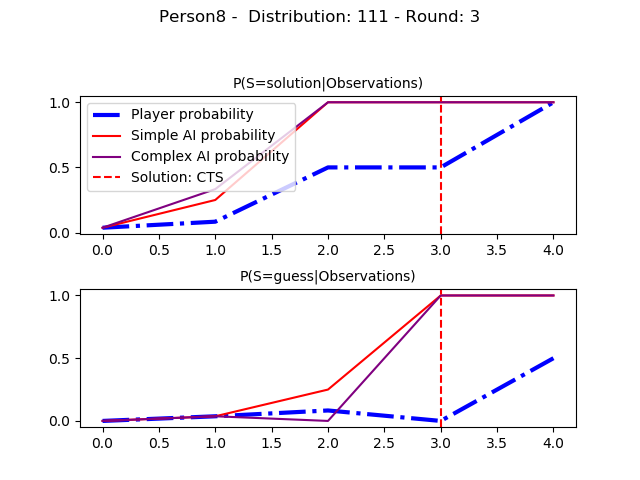 Person8 -  Distribution: 111 - Round: 3
P(S=solution|Observations)
1.0
0.5
0.0
Player probability
Simple AI probability
Complex AI probability
Solution: CTS
0.0 0.5 1.0 1.5 2.0 2.5 3.0 3.5 4.0
P(S=guess|Observations)
1.0
0.5
0.0
0.0 0.5 1.0 1.5 2.0 2.5 3.0 3.5 4.0